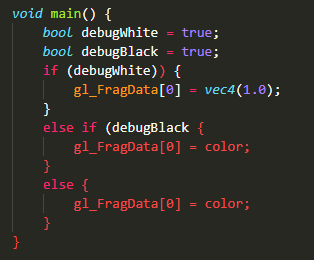 void main() {
    bool debugWhite = true;
    bool debugBlack = true;
    if (debugWhite)) {
        gl_FragData[0] = vec4(1.0);
    }
    else if (debugBlack {
        gl_FragData[0] = color;
    }
    else {
        gl_FragData[0] = color;
    }
}